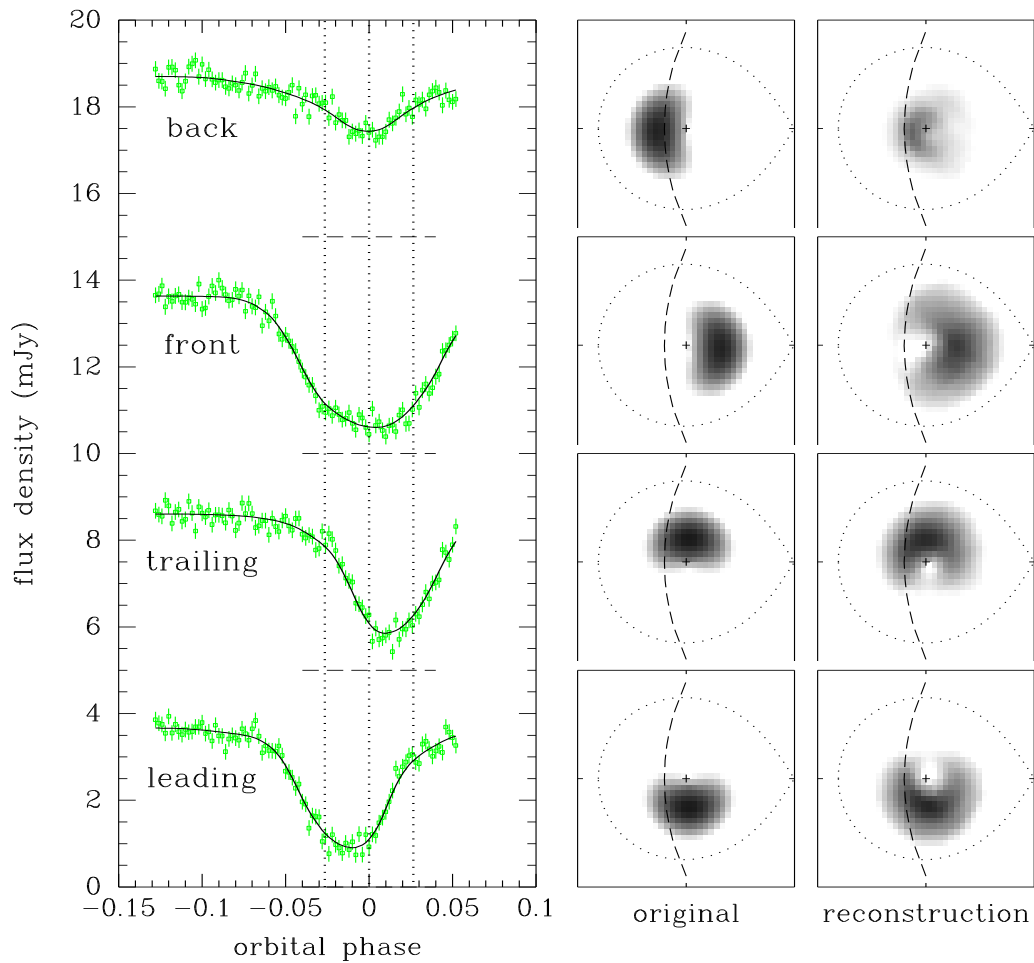 20
18
16
14
12
10
8
6
4
2
0
flux density (mJy)
back
front
trailing
leading
−0.15 −0.1 −0.05 0 0.05 0.1
orbital phase
original
reconstruction